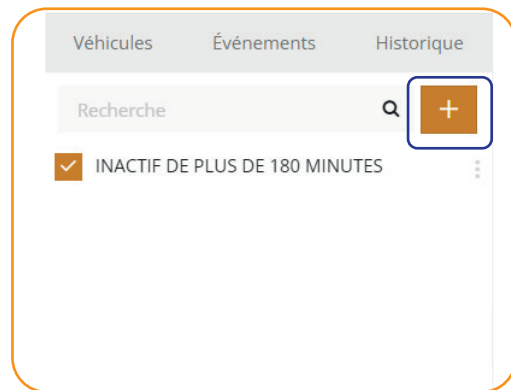 Véhicules Événements Historique
Recherche
INACTIF DE PLUS DE 180 MINUTES